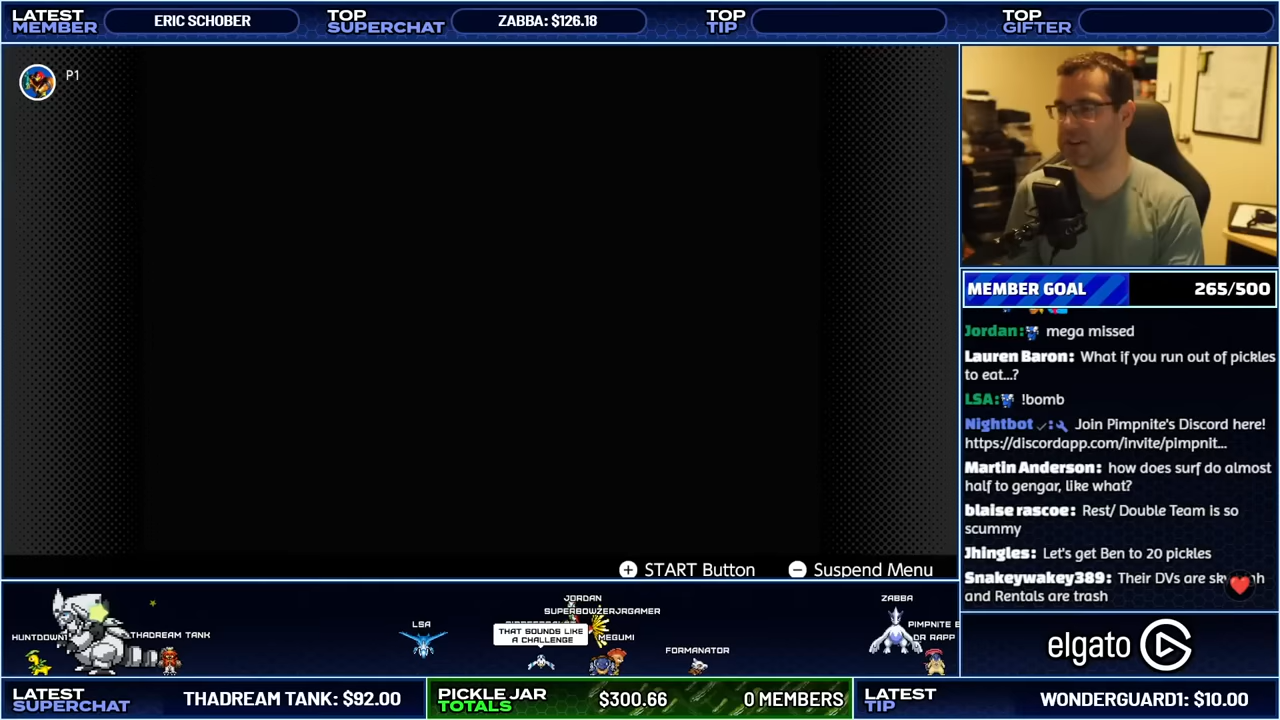 LATEST MEMBER ERIC SCHOBER
TOP SUPERCHAT ZABBA: $126.18
TOP TIP
TOP GIFTER
P1
MEMBER GOAL 265/500
Jordan: mega missed
Lauren Baron: What if you run out of pickles
to eat...?
LSA: !bomb
Nightbot : Join Pimpnite's Discord here!
https://discordapp.com/invite/pimpnit...
Martin Anderson: how does surf do almost
half to gengar, like what?
blaise rascoe: Rest/ Double Team is so
scummy
Jhingles: Let's get Ben to 20 pickles
Snakeywakey389: Their DVs are
and Rentals are trash
+ START Button
− Suspend Menu
HUNTDOWN1
THADREAM TANK
LSA
JORDAN
SUPERBOWZERJRGAMER
THAT SOUNDS LIKE
A CHALLENGE
MEGUMI
FORMANATOR
ZABBA
PIMPNITE B
DA RAPP
elgato
LATEST SUPERCHAT THADREAM TANK: $92.00
PICKLE JAR TOTALS $300.66 0 MEMBERS
LATEST TIP WONDERGUARD1: $10.00